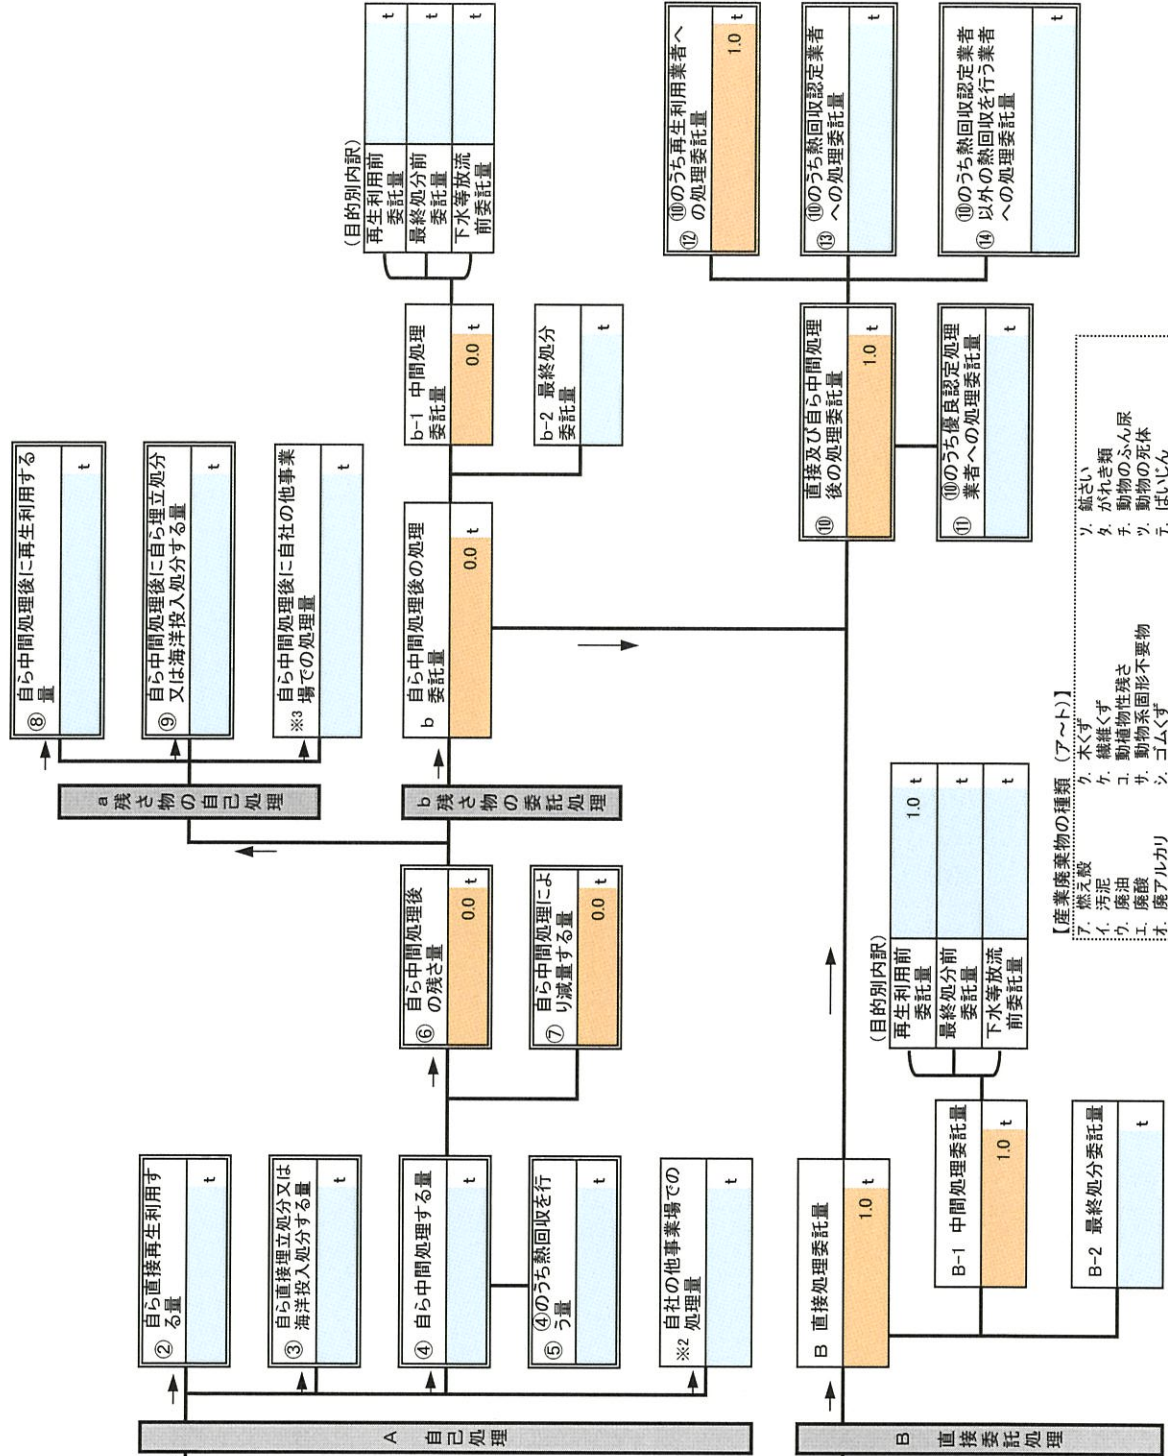 A 自己処理
② 自ら直接再生利用す
る量
t
③ 自ら直接埋立処分又は
海洋投入処分する量
t
④ 自ら中間処理する量
t
⑤ ④のうち熱回収を行
う量
t
※2 自社の他事業場での
処理量
t
⑥ 自ら中間処理後
の残さ量
0.0 t
⑦ 自ら中間処理によ
り減量する量
0.0 t
a 残さ物の自己処理
⑧ 自ら中間処理後に再生利用する
量
t
⑨ 自ら中間処理後に自ら埋立処分
又は海洋投入処分する量
t
※3 自ら中間処理後に自社の他事業
場での処理量
t
b 残さ物の委託処理
b 自ら中間処理後の処理
委託量
0.0 t
b-1 中間処理
委託量
0.0 t
b-2 最終処分
委託量
t
(目的別内訳)
再生利用前
委託量
t
最終処分前
委託量
t
下水等放流
前委託量
t
B 直接委託処理
B 直接処理委託量
1.0 t
B-1 中間処理委託量
1.0 t
B-2 最終処分委託量
t
(目的別内訳)
再生利用前
委託量
1.0 t
最終処分前
委託量
t
下水等放流
前委託量
t
⑩ 直接及び自ら中間処理
後の処理委託量
1.0 t
⑪ ⑩のうち優良認定処理
業者への処理委託量
t
⑫ ⑩のうち再生利用業者へ
の処理委託量
1.0 t
⑬ ⑩のうち熱回収認定業者
への処理委託量
t
⑭ ⑩のうち熱回収認定業者
以外の熱回収を行う業者
への処理委託量
t
【産業廃棄物の種類 (ア~ト)】
ア. 燃え殻
イ. 汚泥
ウ. 廃油
エ. 廃酸
オ. 廃アルカリ
ク. 木くず
ケ. 繊維くず
コ. 動植物性残さ
サ. 動物系固形不要物
シ. ゴムくず
ソ. 鉱さい
タ. がれき類
チ. 動物のふん尿
ツ. 動物の死体
テ. ばいじん